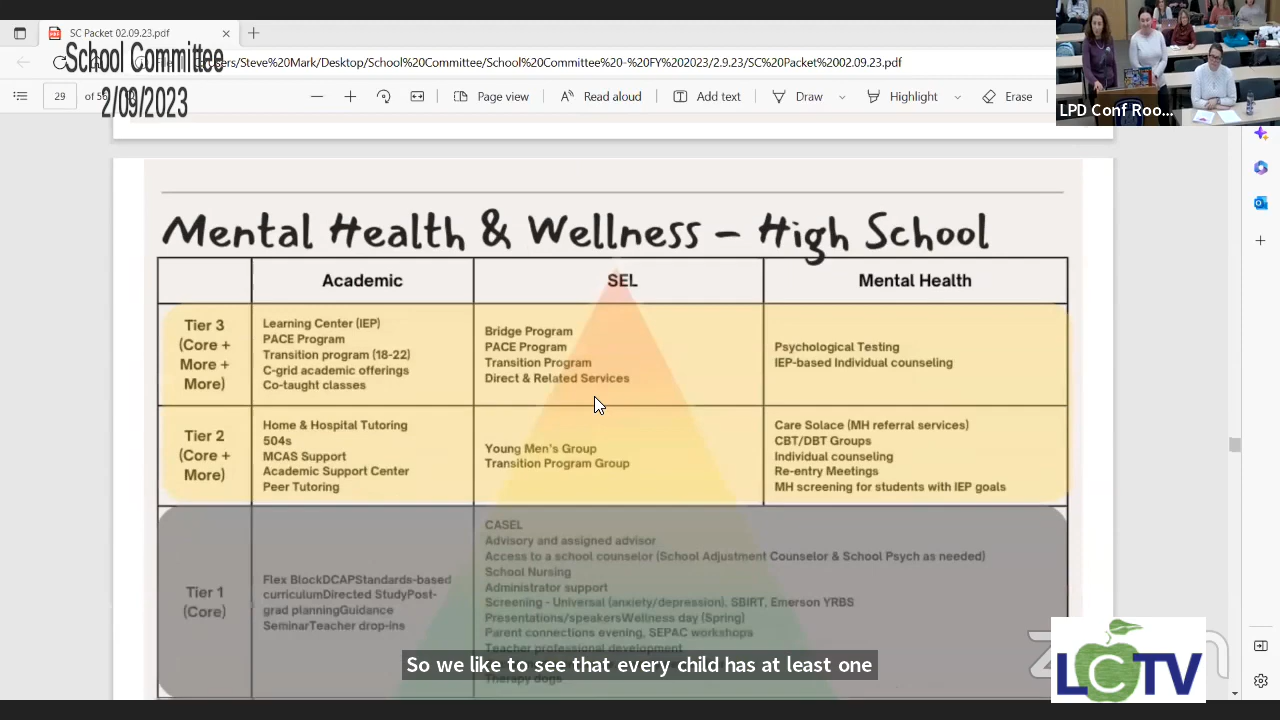 SC Packet 02.09.23.pdf
School Committee
2/09/2023
ers/Steve%20Mark/Desktop/School%20Committee/School%20Committee%20-%20FY%202023/2.9.23/SC%20Packet%2002.09.23.pdf
29
Page view
Read aloud
Add text
Draw
Highlight
Erase
LPD Conf Roo...
Mental Health & Wellness – High School
Academic
SEL
Mental Health
Tier 3
(Core +
More +
More)
Learning Center (IEP)
PACE Program
Transition program (18-22)
C-grid academic offerings
Co-taught classes
Bridge Program
PACE Program
Transition Program
Direct & Related Services
Psychological Testing
IEP-based Individual counseling
Tier 2
(Core +
More)
Home & Hospital Tutoring
504s
MCAS Support
Academic Support Center
Peer Tutoring
Young Men's Group
Transition Program Group
Care Solace (MH referral services)
CBT/DBT Groups
Individual counseling
Re-entry Meetings
MH screening for students with IEP goals
Tier 1
(Core)
Flex BlockDCAPStandards-based
curriculumDirected StudyPost-
grad planningGuidance
SeminarTeacher drop-ins
CASEL
Advisory and assigned advisor
Access to a school counselor (School Adjustment Counselor & School Psych as needed)
School Nursing
Administrator support
Screening - Universal (anxiety/depression), SBIRT, Emerson YRBS
Presentations/speakersWellness day (Spring)
Parent connections evening, SEPAC workshops
Teacher professional development
Therapy dogs
So we like to see that every child has at least one
LCTV